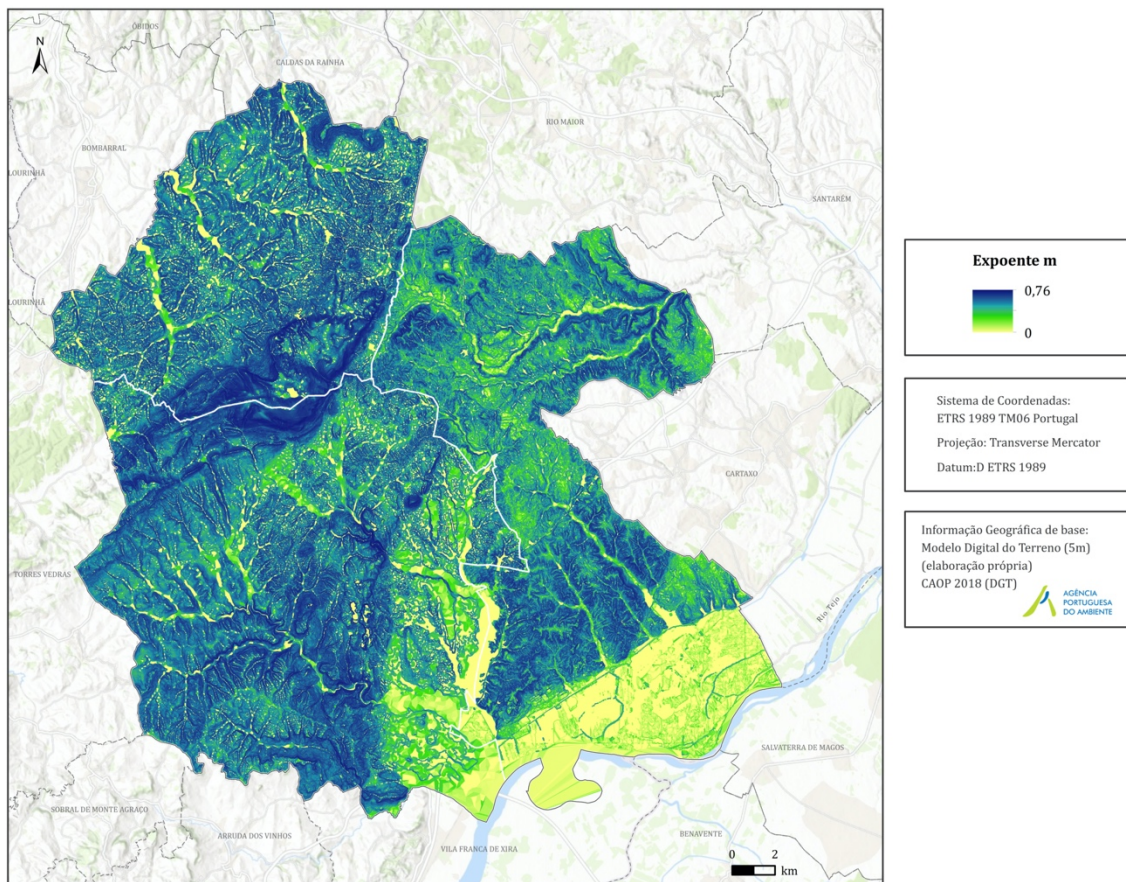 ÓBIDOS
N
CALDAS DA RAINHA
RIO MAIOR
BOMBARRAL
LOURINHÃ
SANTARÉM
LOURINHÃ
CARTAXO
TORRES VEDRAS
Rio Tejo
SALVATERRA DE MAGOS
SOBRAL DE MONTE AGRAÇO
ARRUDA DOS VINHOS
BENAVENTE
VILA FRANCA DE XIRA
0 2
km
Expoente m
0,76
0
Sistema de Coordenadas:
ETRS 1989 TM06 Portugal
Projeção: Transverse Mercator
Datum:D ETRS 1989
Informação Geográfica de base:
Modelo Digital do Terreno (5m)
(elaboração própria)
CAOP 2018 (DGT)
AGÊNCIA
PORTUGUESA
DO AMBIENTE